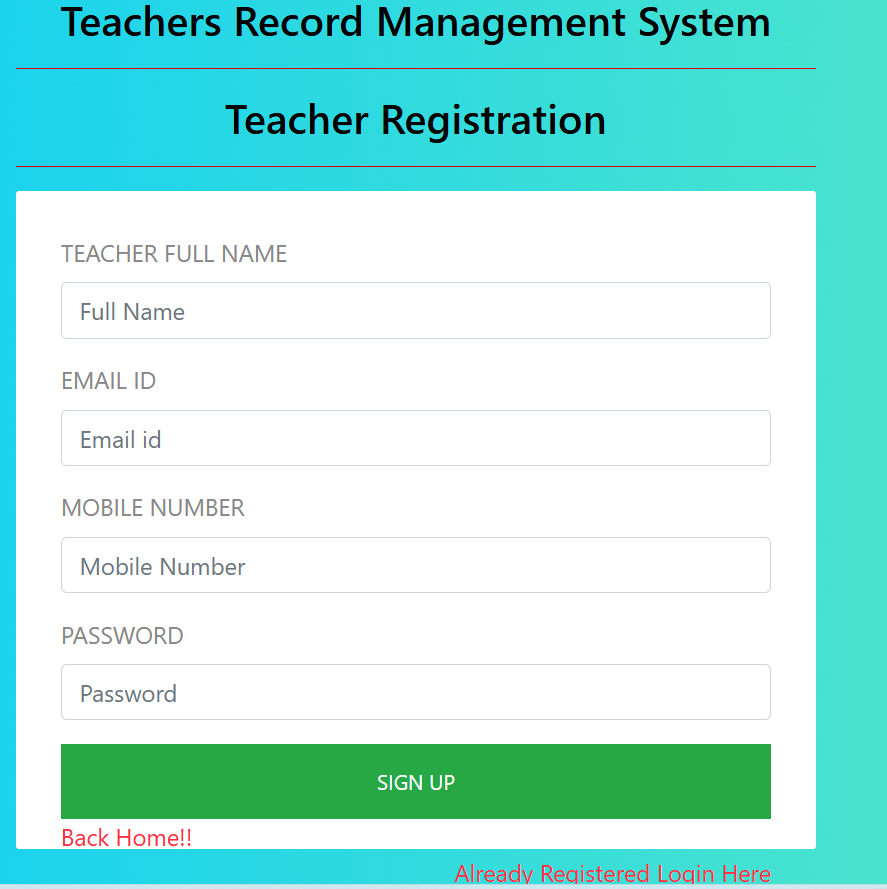 Teachers Record Management System
Teacher Registration
TEACHER FULL NAME
Full Name
EMAIL ID
Email id
MOBILE NUMBER
Mobile Number
PASSWORD
Password
SIGN UP
Back Home!!
Already Registered Login Here